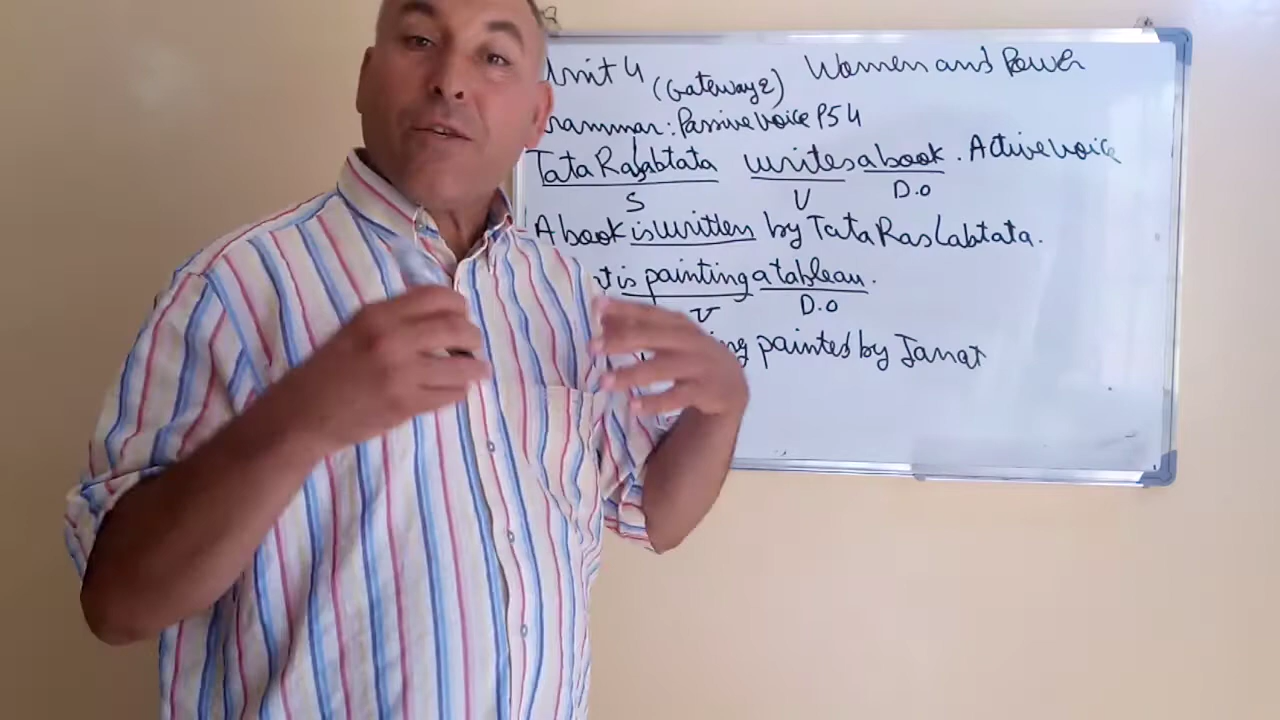 Unit 4 (Gateway 2) Women and Power
Grammar: Passive voice P54
Tata Raslabtata writes a book. Active voice
S V D.o
A book is written by Tata Raslabtata.
is painting a tableau.
V D.o
painted by Janat